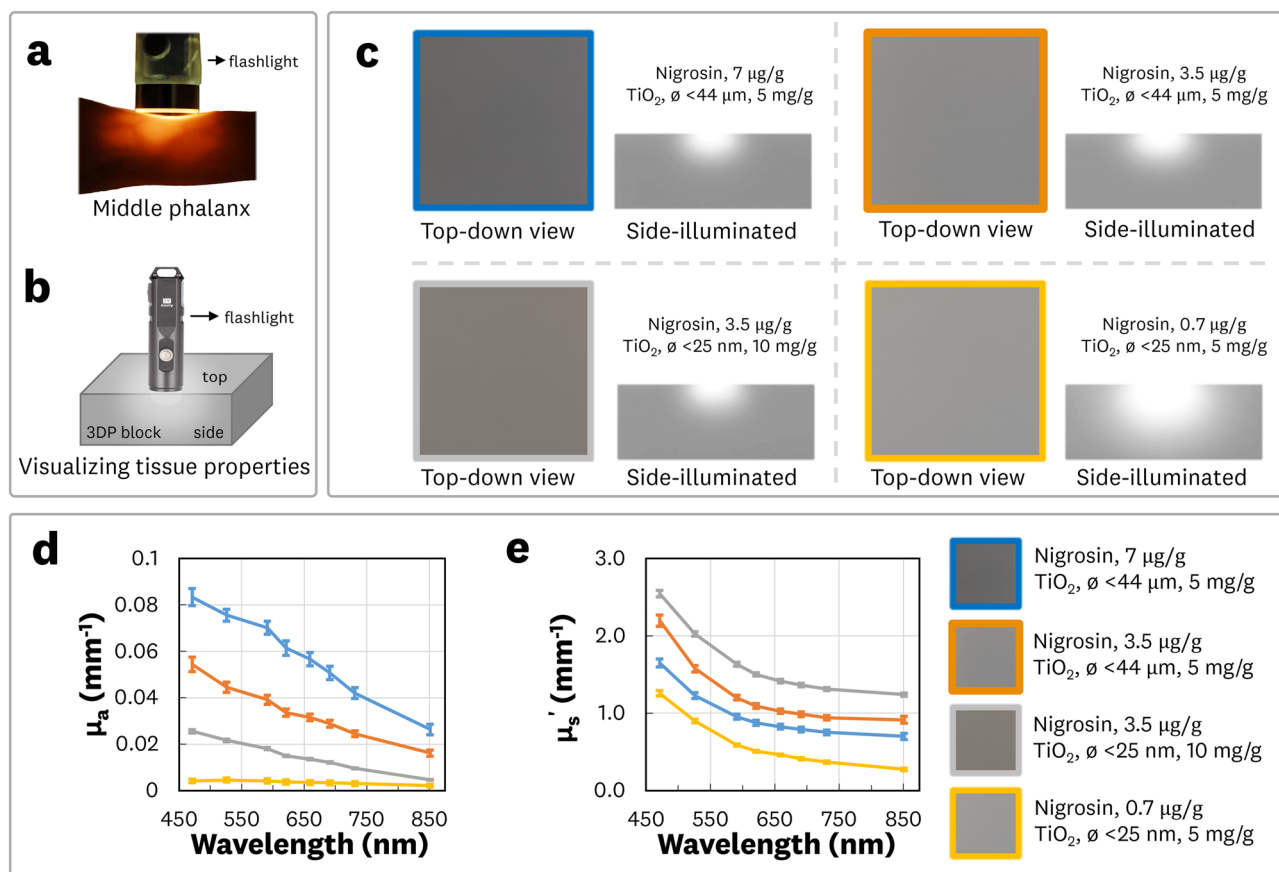 a
flashlight
Middle phalanx
b
flashlight
top
3DP block
side
Visualizing tissue properties
c
Nigrosin, 7 μg/g
TiO₂, ø <44 μm, 5 mg/g
Top-down view
Side-illuminated
Nigrosin, 3.5 μg/g
TiO₂, ø <44 μm, 5 mg/g
Top-down view
Side-illuminated
Nigrosin, 3.5 μg/g
TiO₂, ø <25 nm, 10 mg/g
Top-down view
Side-illuminated
Nigrosin, 0.7 μg/g
TiO₂, ø <25 nm, 5 mg/g
Top-down view
Side-illuminated
d
μₐ (mm⁻¹)
0.1
0.08
0.06
0.04
0.02
0
450 550 650 750 850
Wavelength (nm)
e
μₛ' (mm⁻¹)
3.0
2.0
1.0
0.0
450 550 650 750 850
Wavelength (nm)
Nigrosin, 7 μg/g
TiO₂, ø <44 μm, 5 mg/g
Nigrosin, 3.5 μg/g
TiO₂, ø <44 μm, 5 mg/g
Nigrosin, 3.5 μg/g
TiO₂, ø <25 nm, 10 mg/g
Nigrosin, 0.7 μg/g
TiO₂, ø <25 nm, 5 mg/g